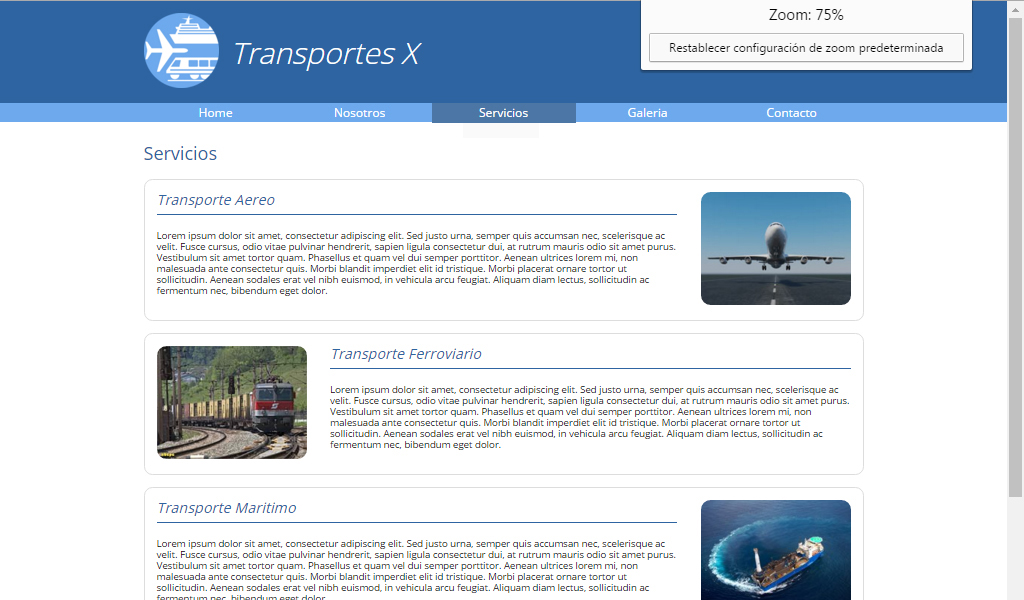 Zoom: 75%
Restablecer configuración de zoom predeterminada
Transportes X
Home
Nosotros
Servicios
Galeria
Contacto
Servicios
Transporte Aereo
Lorem ipsum dolor sit amet, consectetur adipiscing elit. Sed justo urna, semper quis accumsan nec, scelerisque ac
velit. Fusce cursus, odio vitae pulvinar hendrerit, sapien ligula consectetur dui, at rutrum mauris odio sit amet purus.
Vestibulum sit amet tortor quam. Phasellus et quam vel dui semper porttitor. Aenean ultrices lorem mi, non
malesuada ante consectetur quis. Morbi blandit imperdiet elit id tristique. Morbi placerat ornare tortor ut
sollicitudin. Aenean sodales erat vel nibh euismod, in vehicula arcu feugiat. Aliquam diam lectus, sollicitudin ac
fermentum nec, bibendum eget dolor.
Transporte Ferroviario
Lorem ipsum dolor sit amet, consectetur adipiscing elit. Sed justo urna, semper quis accumsan nec, scelerisque ac
velit. Fusce cursus, odio vitae pulvinar hendrerit, sapien ligula consectetur dui, at rutrum mauris odio sit amet purus.
Vestibulum sit amet tortor quam. Phasellus et quam vel dui semper porttitor. Aenean ultrices lorem mi, non
malesuada ante consectetur quis. Morbi blandit imperdiet elit id tristique. Morbi placerat ornare tortor ut
sollicitudin. Aenean sodales erat vel nibh euismod, in vehicula arcu feugiat. Aliquam diam lectus, sollicitudin ac
fermentum nec, bibendum eget dolor.
Transporte Maritimo
Lorem ipsum dolor sit amet, consectetur adipiscing elit. Sed justo urna, semper quis accumsan nec, scelerisque ac
velit. Fusce cursus, odio vitae pulvinar hendrerit, sapien ligula consectetur dui, at rutrum mauris odio sit amet purus.
Vestibulum sit amet tortor quam. Phasellus et quam vel dui semper porttitor. Aenean ultrices lorem mi, non
malesuada ante consectetur quis. Morbi blandit imperdiet elit id tristique. Morbi placerat ornare tortor ut
sollicitudin. Aenean sodales erat vel nibh euismod, in vehicula arcu feugiat. Aliquam diam lectus, sollicitudin ac
fermentum nec, bibendum eget dolor.